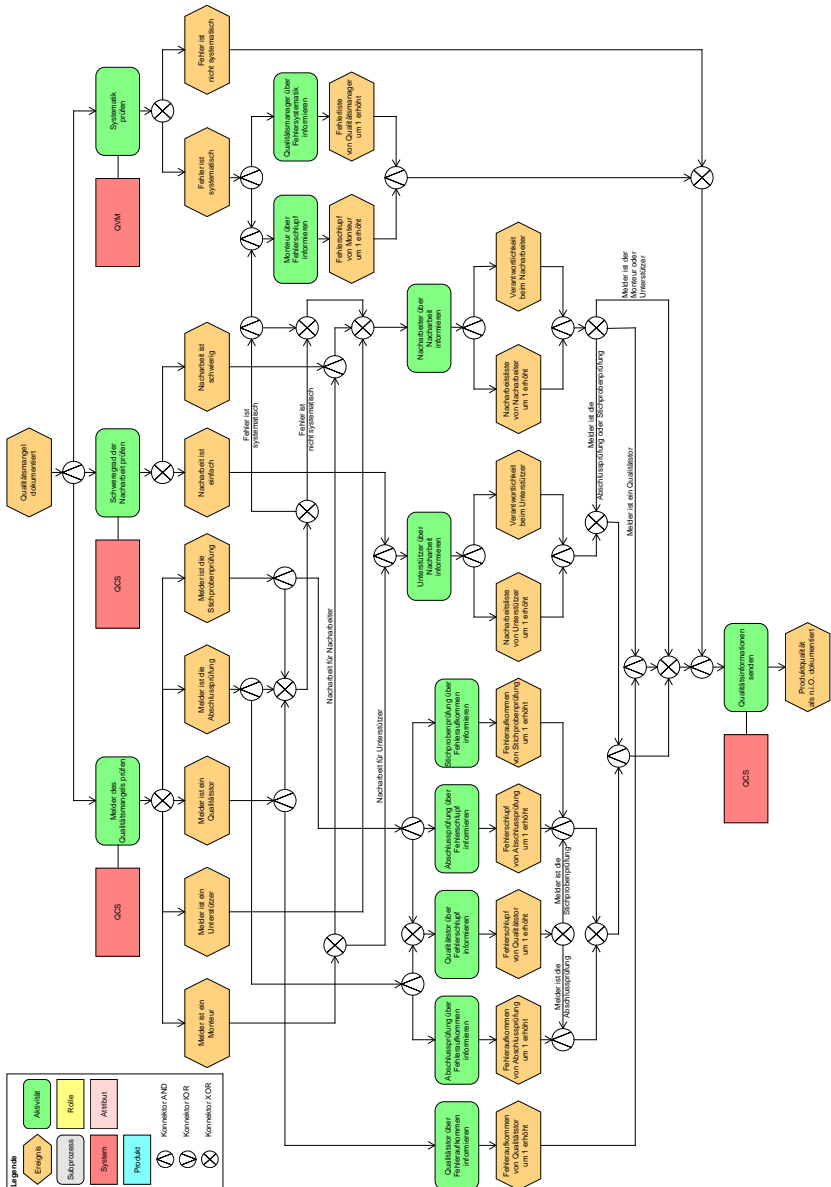 Qualitätsmangel
dokumentiert
QCS
Melder des
Qualitätsmangels prüfen
QCS
Schweregrad der
Nacharbeit prüfen
QVM
Systematik
prüfen
Melder ist ein
Monteur
Melder ist ein
Unterstützer
Melder ist ein
Qualitätstor
Melder ist die
Abschlussprüfung
Melder ist die
Stichprobenprüfung
Nacharbeit ist
einfach
Nacharbeit ist
schwierig
Fehler ist
systematisch
Fehler ist
nicht systematisch
Monteur über
Fehlerschlupf
informieren
Qualitätsmanager über
Fehlersystematik
informieren
Fehlerschlupf
von Monteur
um 1 erhöht
Fehlerliste
von Qualitätsmanager
um 1 erhöht
Fehler ist
systematisch
Fehler ist
nicht systematisch
Nacharbeit für Nacharbeiter
Nacharbeit für Unterstützer
Qualitätstor über
Fehleraufkommen
informieren
Abschlussprüfung über
Fehleraufkommen
informieren
Qualitätstor über
Fehlerschlupf
informieren
Abschlussprüfung über
Fehlerschlupf
informieren
Stichprobenprüfung über
Fehleraufkommen
informieren
Unterstützer über
Nacharbeit
informieren
Nacharbeiter über
Nacharbeit
informieren
Fehleraufkommen
von Qualitätstor
um 1 erhöht
Fehleraufkommen
von Abschlussprüfung
um 1 erhöht
Fehlerschlupf
von Qualitätstor
um 1 erhöht
Fehlerschlupf
von Abschlussprüfung
um 1 erhöht
Fehleraufkommen
von Stichprobenprüfung
um 1 erhöht
Nacharbeitsliste
von Unterstützer
um 1 erhöht
Verantwortlichkeit
beim Unterstützer
Nacharbeitsliste
von Nacharbeiter
um 1 erhöht
Verantwortlichkeit
beim Nacharbeiter
Melder ist die
Abschlussprüfung
Melder ist die
Stichprobenprüfung
Melder ist die
Abschlussprüfung oder Stichprobenprüfung
Melder ist der
Monteur oder
Unterstützer
Melder ist ein Qualitätstor
QCS
Qualitätsinformationen
senden
Produktqualität
als n.i.O. dokumentiert
Legende
Ereignis
Aktivität
Subprozess
Rolle
System
Attribut
Produkt
Konnektor AND
Konnektor IOR
Konnektor XOR